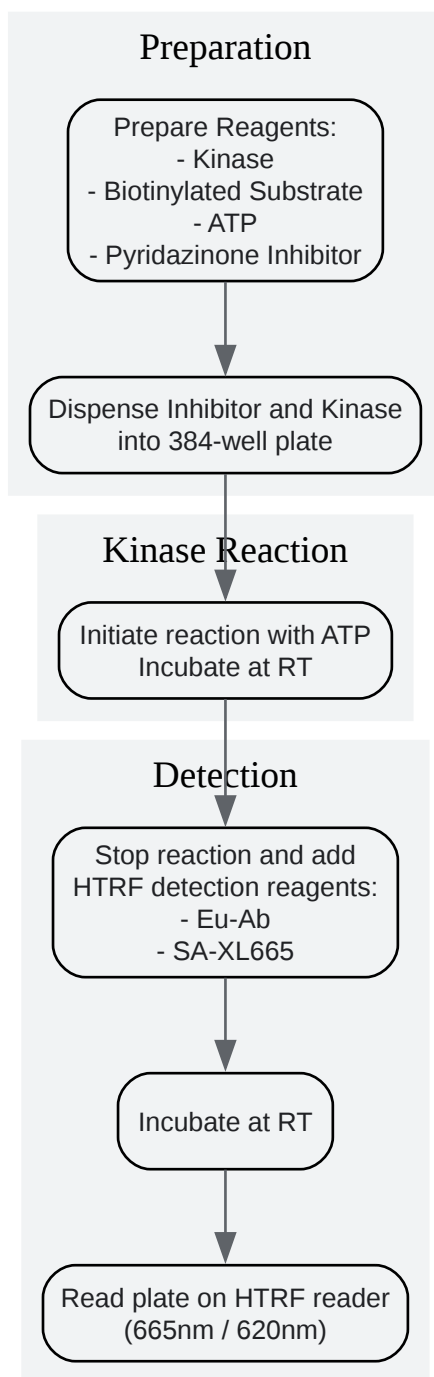 Preparation
Prepare Reagents:
- Kinase
- Biotinylated Substrate
- ATP
- Pyridazinone Inhibitor
Dispense Inhibitor and Kinase
into 384-well plate
Kinase Reaction
Initiate reaction with ATP
Incubate at RT
Detection
Stop reaction and add
HTRF detection reagents:
- Eu-Ab
- SA-XL665
Incubate at RT
Read plate on HTRF reader
(665nm / 620nm)